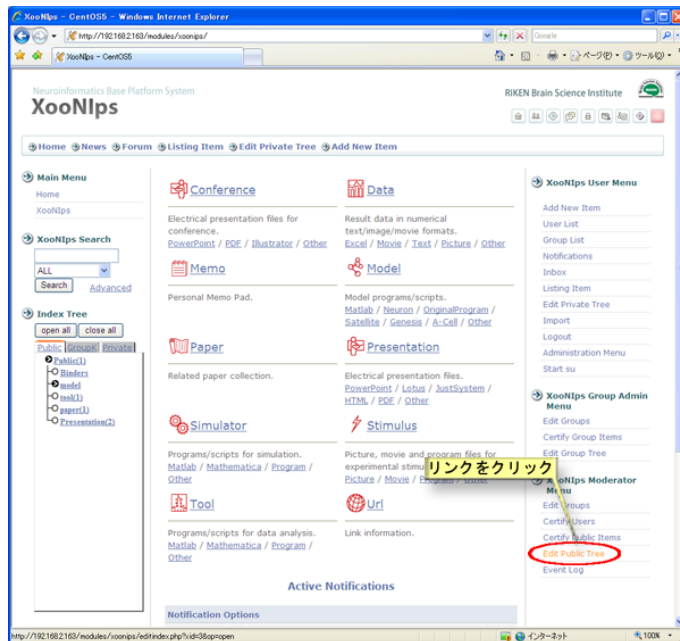 XooNIps - CentOS5 - Windows Internet Explorer
http://192.168.2.163/modules/xoonips/
Google
XooNIps - CentOS5
ページ(P)
ツール(O)
Neuroinformatics Base Platform System
XooNIps
RIKEN Brain Science Institute
Home News Forum Listing Item Edit Private Tree Add New Item
Main Menu
Home
XooNIps
XooNIps Search
ALL
Search Advanced
Index Tree
open all close all
Public GroupK Private
Public(1)
Binders
model
tool(1)
paper(1)
Presentation(2)
Conference
Electrical presentation files for
conference.
PowerPoint / PDF / Illustrator / Other
Data
Result data in numerical
text/image/movie formats.
Excel / Movie / Text / Picture / Other
Memo
Personal Memo Pad.
Model
Model programs/scripts.
Matlab / Neuron / OriginalProgram /
Satellite / Genesis / A-Cell / Other
Paper
Related paper collection.
Presentation
Electrical presentation files.
PowerPoint / Lotus / JustSystem /
HTML / PDF / Other
Simulator
Programs/scripts for simulation.
Matlab / Mathematica / Program /
Other
Stimulus
Picture, movie and program files for
experimental
Picture / Movie /
Tool
Programs/scripts for data analysis.
Matlab / Mathematica / Program /
Other
Url
Link information.
Active Notifications
Notification Options
XooNIps User Menu
Add New Item
User List
Group List
Notifications
Inbox
Listing Item
Edit Private Tree
Import
Logout
Administration Menu
Start su
XooNIps Group Admin
Menu
Edit Groups
Certify Group Items
Edit Group Tree
リンクをクリック
XooNIps Moderator
Menu
Edit Groups
Certify Users
Certify Public Items
Edit Public Tree
Event Log
http://192.168.2.163/modules/xoonips/editindex.php?xid=3&op=open
インターネット
100%